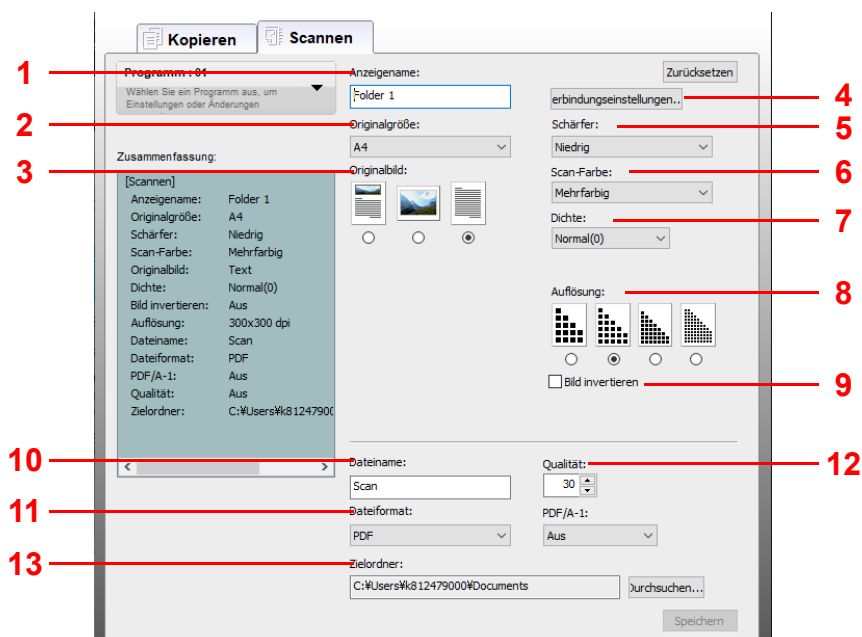 Kopieren
Scannen
1
Programm : 01
Wählen Sie ein Programm aus, um
Einstellungen oder Änderungen
Anzeigename:
Folder 1
Zurücksetzen
erbindungseinstellungen..
4
2
Originalgröße:
A4
Schärfer:
Niedrig
5
3
Originalbild:
Scan-Farbe:
Mehrfarbig
6
Dichte:
Normal(0)
7
Auflösung:
8
Bild invertieren
9
Zusammenfassung:
[Scannen]
Anzeigename: Folder 1
Originalgröße: A4
Schärfer: Niedrig
Scan-Farbe: Mehrfarbig
Originalbild: Text
Dichte: Normal(0)
Bild invertieren: Aus
Auflösung: 300x300 dpi
Dateiname: Scan
Dateiformat: PDF
PDF/A-1: Aus
Qualität: Aus
Zielordner: C:¥Users¥k8124790
10
Dateiname:
Scan
Qualität:
30
12
11
Dateiformat:
PDF
PDF/A-1:
Aus
13
Zielordner:
C:¥Users¥k812479000¥Documents
urchsuchen...
Speichern